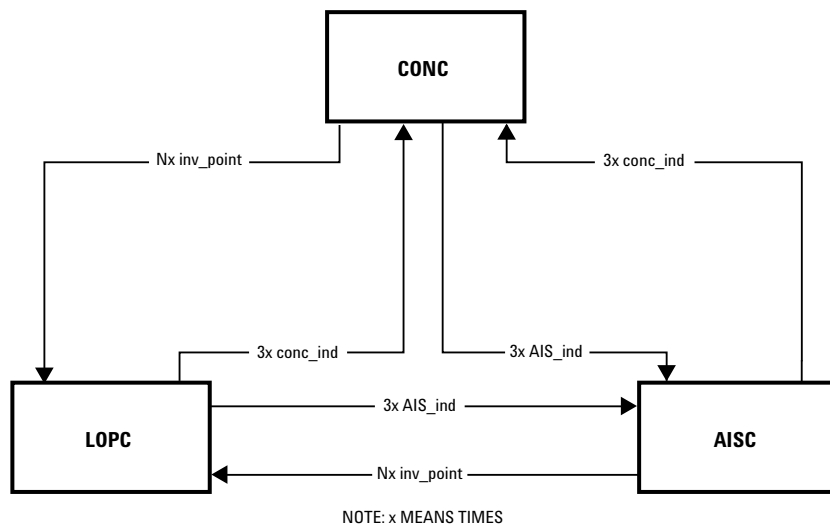 CONC
Nx inv_point
3x conc_ind
3x conc_ind
3x AIS_ind
3x AIS_ind
LOPC
AISC
Nx inv_point
NOTE: x MEANS TIMES